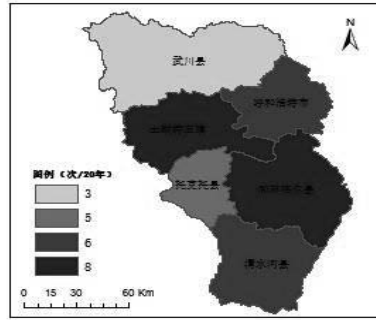 N
武川县
呼和浩特市
土默特左旗
图例（次/20年）
托克托县
和林格尔县
3
5
6
清水河县
8
0 15 30 60 Km